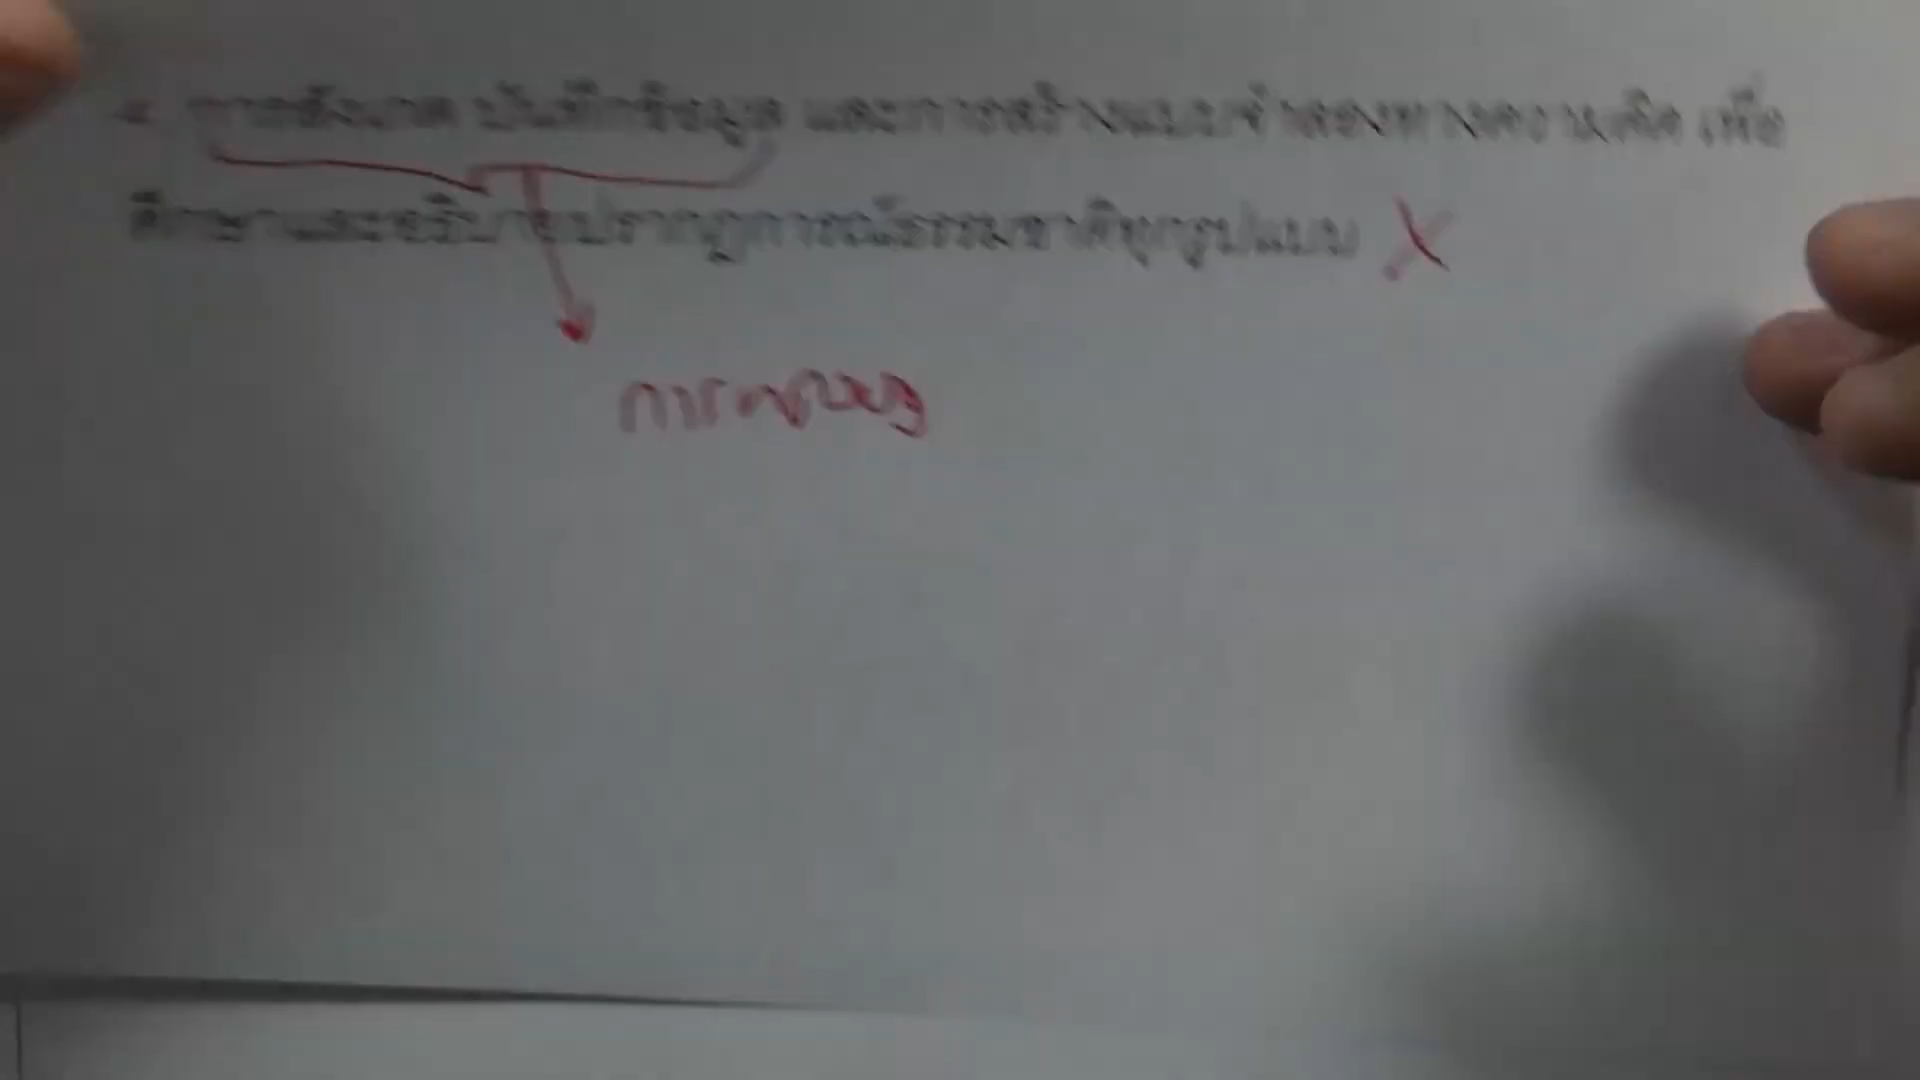 การสังเกต บันทึกข้อมูล และการสร้างแบบจำลองทางความคิด เพื่อ
ศึกษาและอธิบายปรากฏการณ์ธรรมชาติทุกรูปแบบ X
การทดลอง